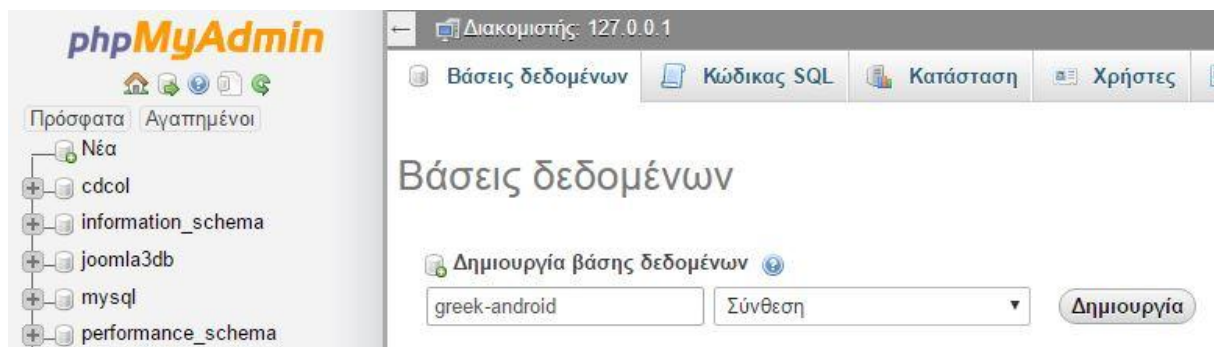 phpMyAdmin
Πρόσφατα Αγαπημένοι
Νέα
cdcol
information_schema
joomla3db
mysql
performance_schema
← Διακομιστής: 127.0.0.1
Βάσεις δεδομένων Κώδικας SQL Κατάσταση Χρήστες
Βάσεις δεδομένων
Δημιουργία βάσης δεδομένων
greek-android Σύνθεση Δημιουργία